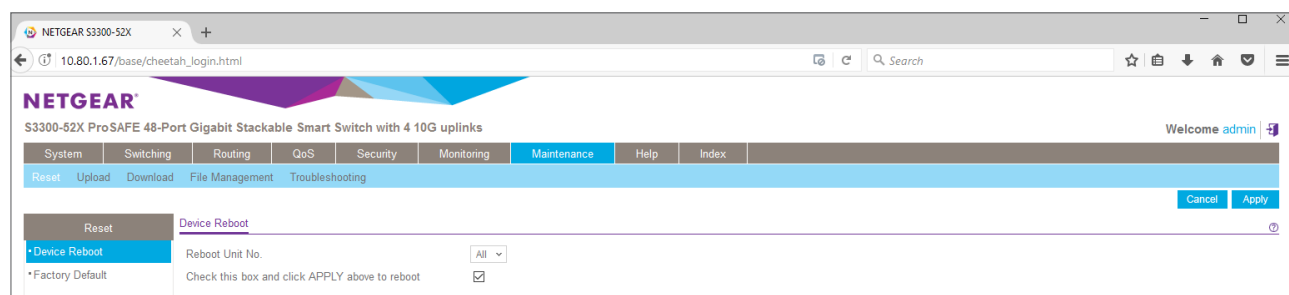 NETGEAR S3300-52X
10.80.1.67/base/cheetah_login.html Search
NETGEAR®
S3300-52X ProSAFE 48-Port Gigabit Stackable Smart Switch with 4 10G uplinks Welcome admin
System Switching Routing QoS Security Monitoring Maintenance Help Index
Reset Upload Download File Management Troubleshooting
Cancel Apply
Reset Device Reboot
•Device Reboot Reboot Unit No. All
•Factory Default Check this box and click APPLY above to reboot